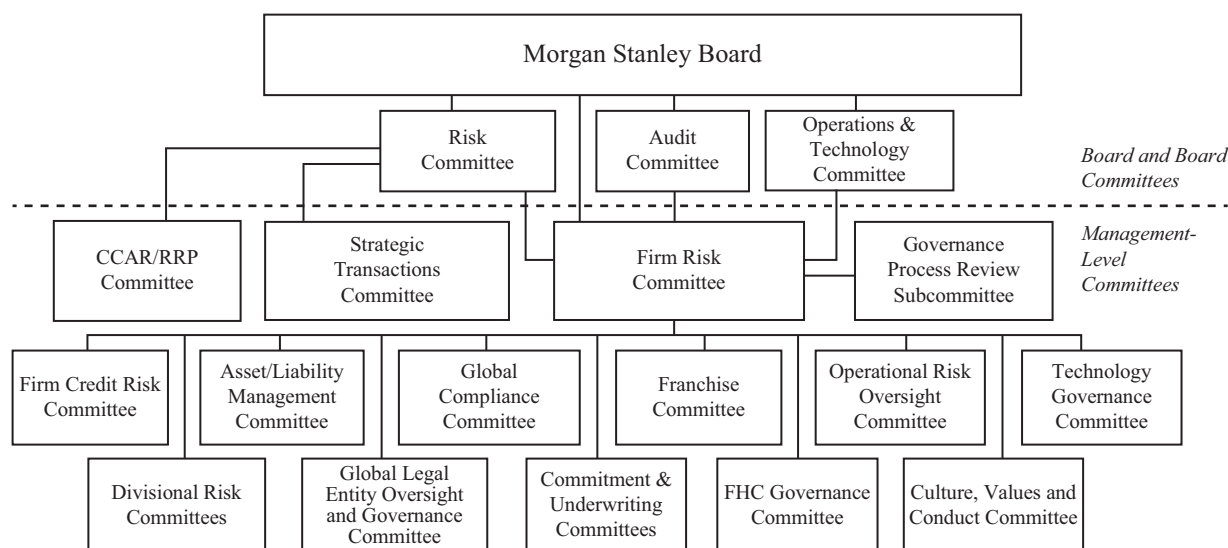 Morgan Stanley Board
Risk
Committee
Audit
Committee
Operations &
Technology
Committee
Board and Board
Committees
CCAR/RRP
Committee
Strategic
Transactions
Committee
Firm Risk
Committee
Governance
Process Review
Subcommittee
Management-
Level
Committees
Firm Credit Risk
Committee
Asset/Liability
Management
Committee
Global
Compliance
Committee
Franchise
Committee
Operational Risk
Oversight
Committee
Technology
Governance
Committee
Divisional Risk
Committees
Global Legal
Entity Oversight
and Governance
Committee
Commitment &
Underwriting
Committees
FHC Governance
Committee
Culture, Values and
Conduct Committee